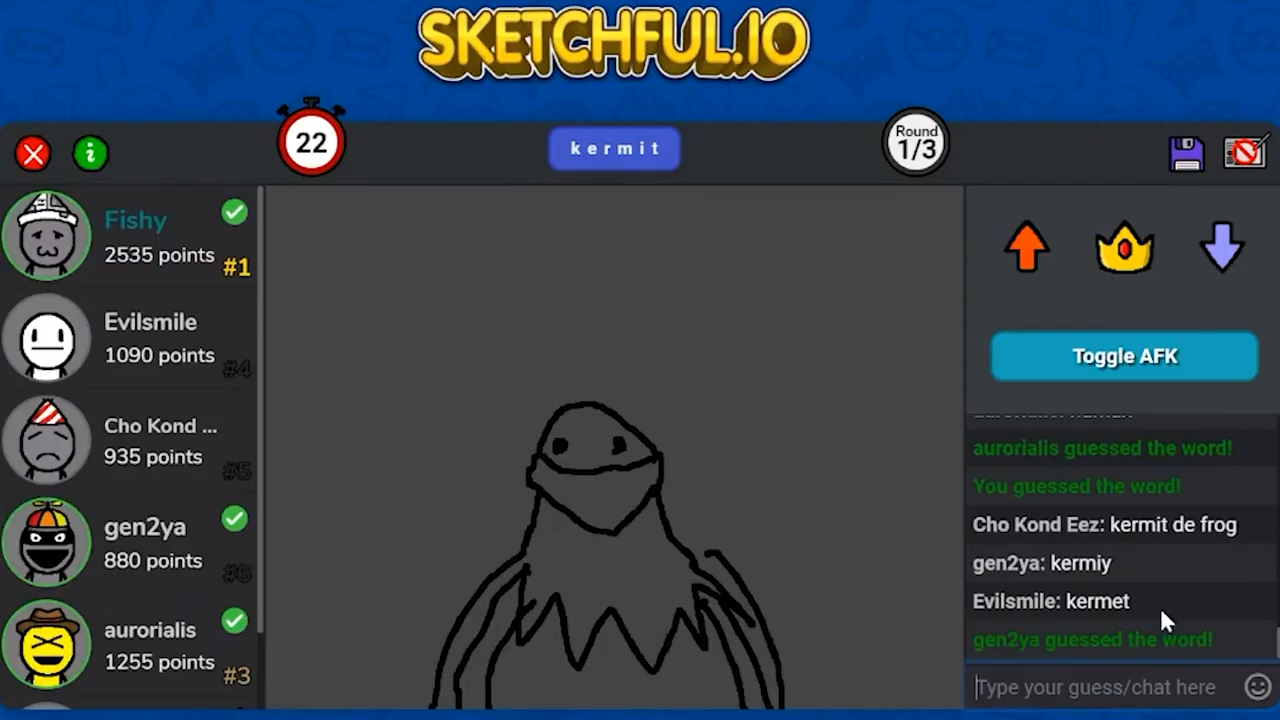 SKETCHFUL.IO
22
kermit
Round
1/3
Fishy
2535 points
#1
Evilsmile
1090 points
#4
Cho Kond ...
935 points
#5
gen2ya
880 points
#6
aurorialis
1255 points
#3
Toggle AFK
aurorialis guessed the word!
You guessed the word!
Cho Kond Eez: kermit de frog
gen2ya: kermiy
Evilsmile: kermet
gen2ya guessed the word!
Type your guess/chat here